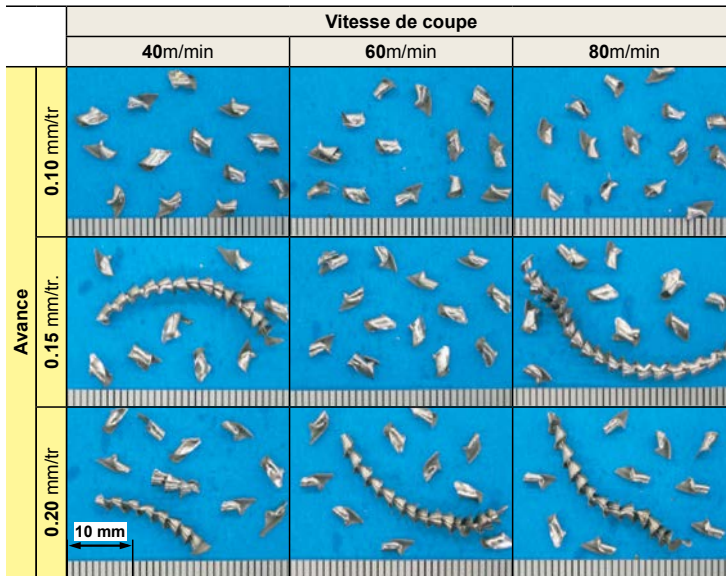 Vitesse de coupe
40m/min
60m/min
80m/min
Avance
0.10 mm/tr
0.15 mm/tr.
0.20 mm/tr
10 mm